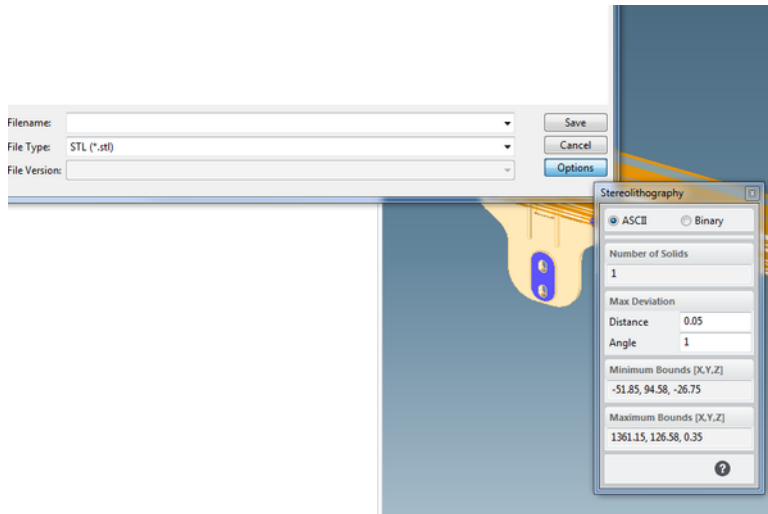 Filename:
Save
File Type: STL (*.stl)
Cancel
File Version:
Options
Stereolithography
ASCII Binary
Number of Solids
1
Max Deviation
Distance 0.05
Angle 1
Minimum Bounds [X,Y,Z]
-51.85, 94.58, -26.75
Maximum Bounds [X,Y,Z]
1361.15, 126.58, 0.35
?